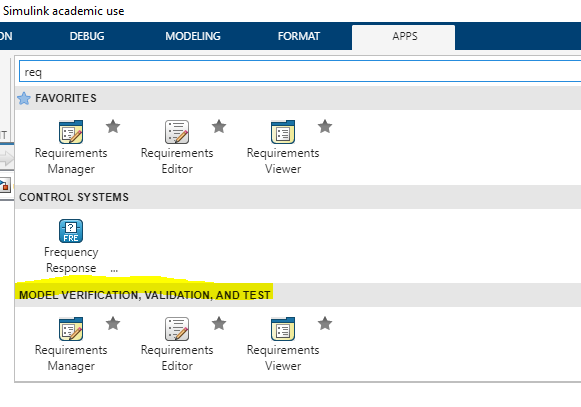 Simulink academic use
ON DEBUG MODELING FORMAT APPS
req
FAVORITES
Requirements Manager
Requirements Editor
Requirements Viewer
IT
CONTROL SYSTEMS
Frequency Response ...
MODEL VERIFICATION, VALIDATION, AND TEST
Requirements Manager
Requirements Editor
Requirements Viewer